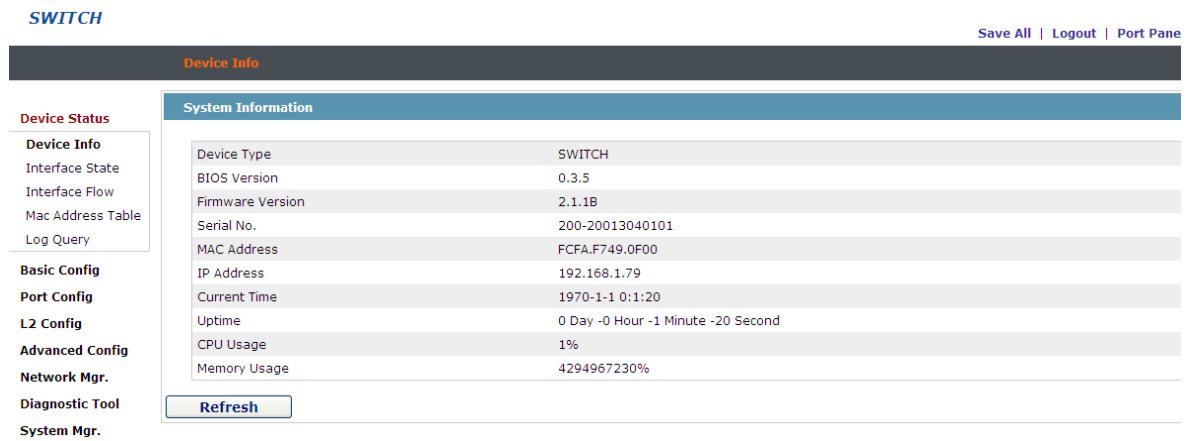 SWITCH
Save All | Logout | Port Pane
Device Info
Device Status
Device Info
Interface State
Interface Flow
Mac Address Table
Log Query
Basic Config
Port Config
L2 Config
Advanced Config
Network Mgr.
Diagnostic Tool
System Mgr.
System Information
Device Type SWITCH
BIOS Version 0.3.5
Firmware Version 2.1.1B
Serial No. 200-20013040101
MAC Address FCFA.F749.0F00
IP Address 192.168.1.79
Current Time 1970-1-1 0:1:20
Uptime 0 Day -0 Hour -1 Minute -20 Second
CPU Usage 1%
Memory Usage 4294967230%
Refresh